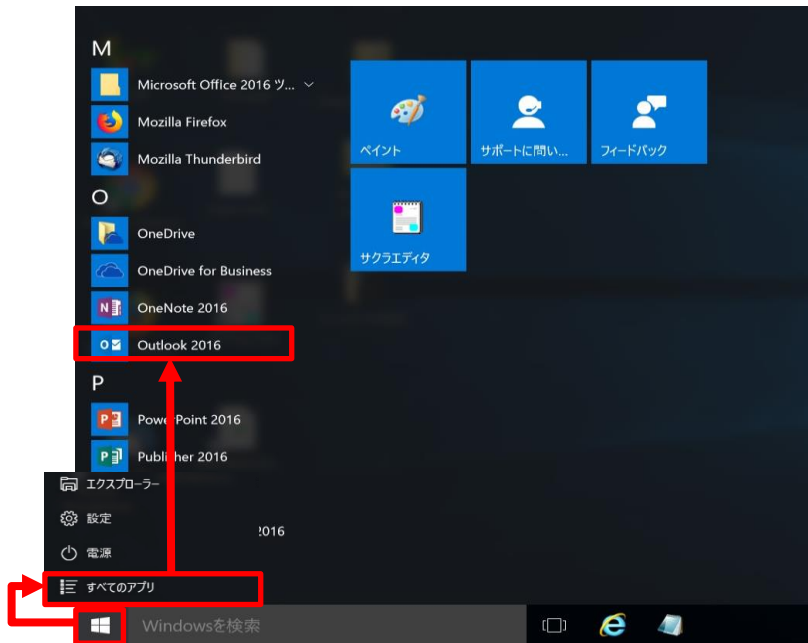 M
Microsoft Office 2016 ツ...
Mozilla Firefox
Mozilla Thunderbird
O
OneDrive
OneDrive for Business
OneNote 2016
Outlook 2016
P
PowerPoint 2016
Publisher 2016
2016
ペイント
サポートに問い...
フィードバック
サクラエディタ
エクスプローラー
設定
電源
すべてのアプリ
Windowsを検索